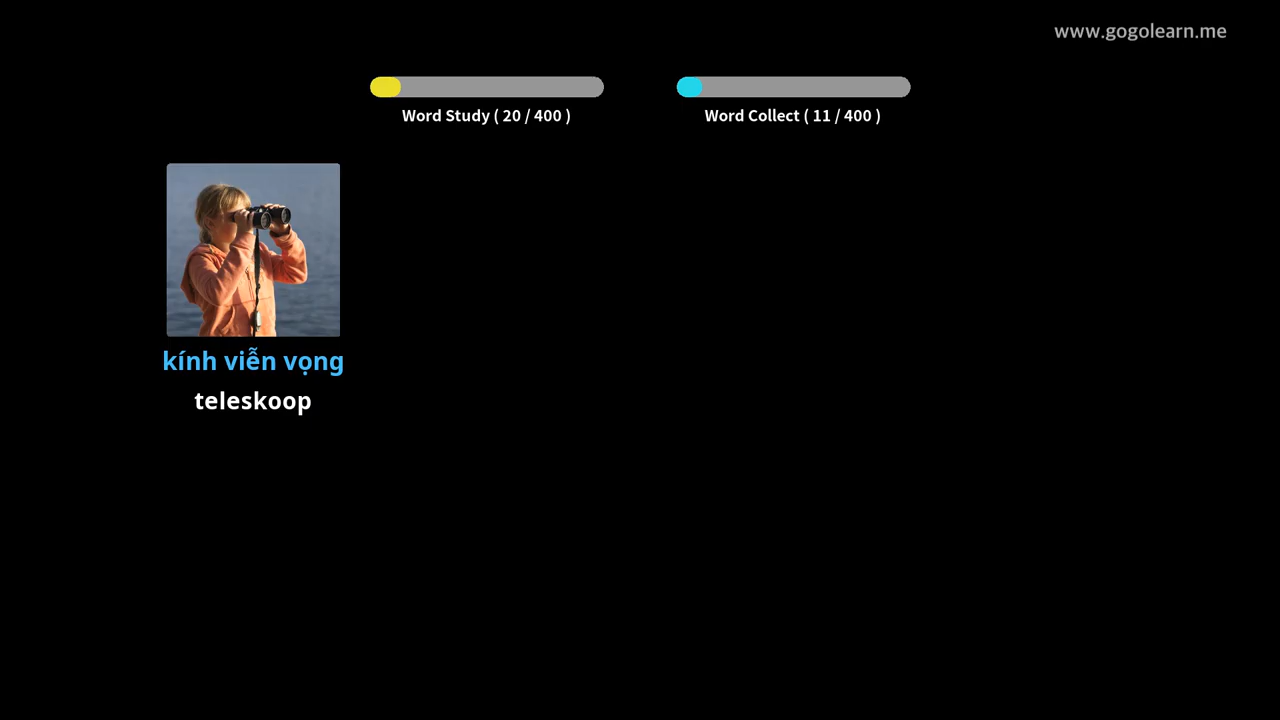 www.gogolearn.me
Word Study ( 20 / 400 )
Word Collect ( 11 / 400 )
kính viễn vọng
teleskoop